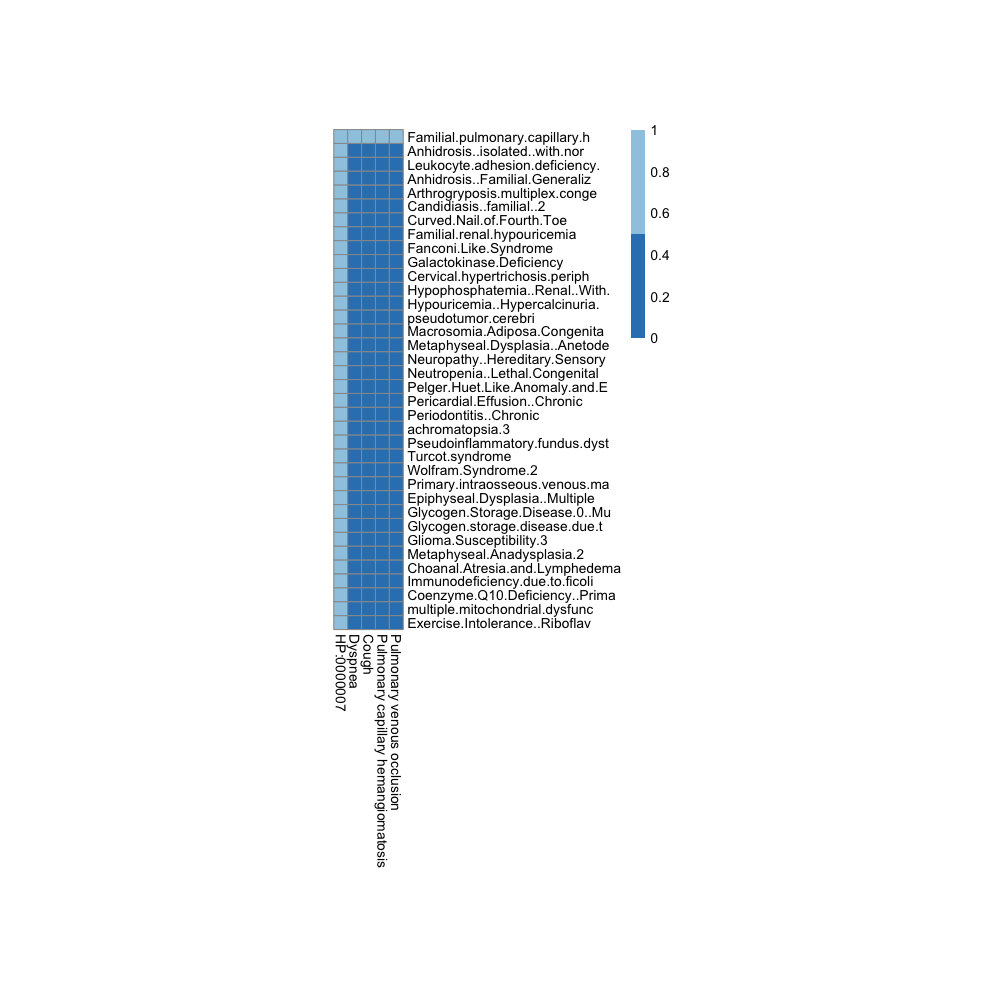 Familial.pulmonary.capillary.h
Anhidrosis..isolated..with.nor
Leukocyte.adhesion.deficiency.
Anhidrosis..Familial.Generaliz
Arthrogryposis.multiplex.conge
Candidiasis..familial..2
Curved.Nail.of.Fourth.Toe
Familial.renal.hypouricemia
Fanconi.Like.Syndrome
Galactokinase.Deficiency
Cervical.hypertrichosis.periph
Hypophosphatemia..Renal..With.
Hypouricemia..Hypercalcinuria.
pseudotumor.cerebri
Macrosomia.Adiposa.Congenita
Metaphyseal.Dysplasia..Anetode
Neuropathy..Hereditary.Sensory
Neutropenia..Lethal.Congenital
Pelger.Huet.Like.Anomaly.and.E
Pericardial.Effusion..Chronic
Periodontitis..Chronic
achromatopsia.3
Pseudoinflammatory.fundus.dyst
Turcot.syndrome
Wolfram.Syndrome.2
Primary.intraosseous.venous.ma
Epiphyseal.Dysplasia..Multiple
Glycogen.Storage.Disease.0..Mu
Glycogen.storage.disease.due.t
Glioma.Susceptibility.3
Metaphyseal.Anadysplasia.2
Choanal.Atresia.and.Lymphedema
Immunodeficiency.due.to.ficoli
Coenzyme.Q10.Deficiency..Prima
multiple.mitochondrial.dysfunc
Exercise.Intolerance..Riboflav
1
0.8
0.6
0.4
0.2
0
HP:0000007
Dyspnea
Cough
Pulmonary capillary hemangiomatosis
Pulmonary venous occlusion